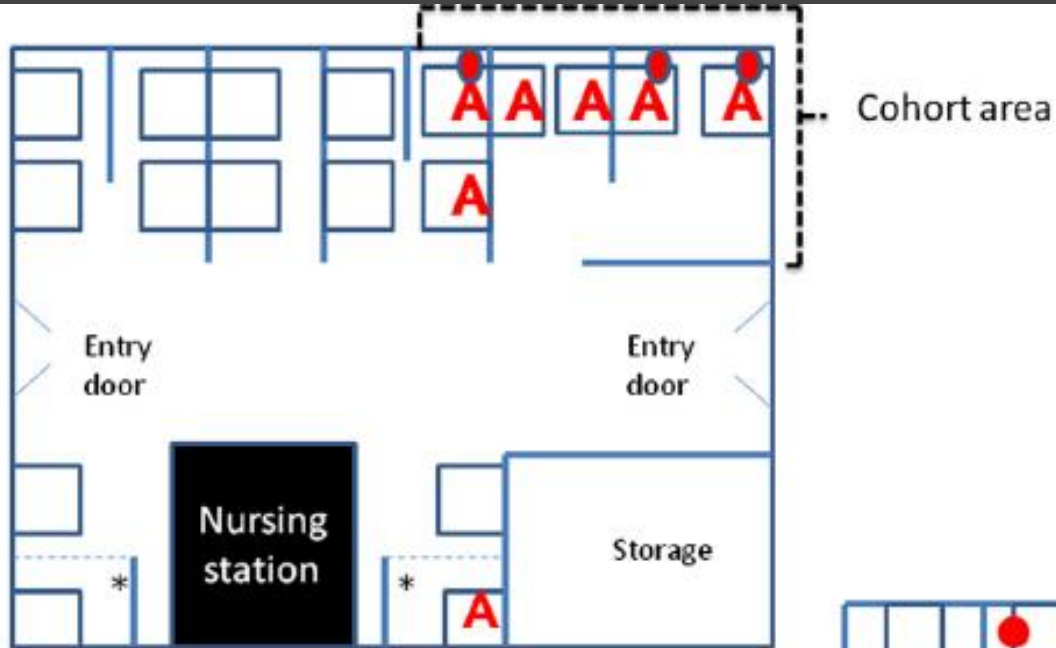 A A A A A
Cohort area
A
Entry
door
Entry
door
Nursing
station
Storage
*
*
A